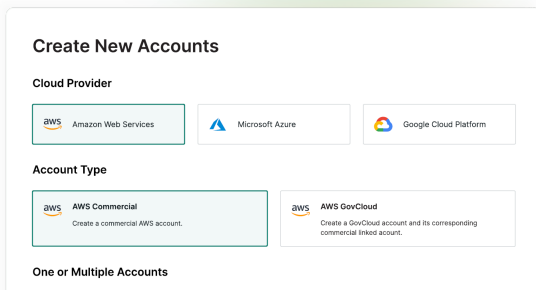 Create New Accounts
Cloud Provider
aws Amazon Web Services
Microsoft Azure
Google Cloud Platform
Account Type
aws AWS Commercial
Create a commercial AWS account.
aws AWS GovCloud
Create a GovCloud account and its corresponding
commercial linked acount.
One or Multiple Accounts